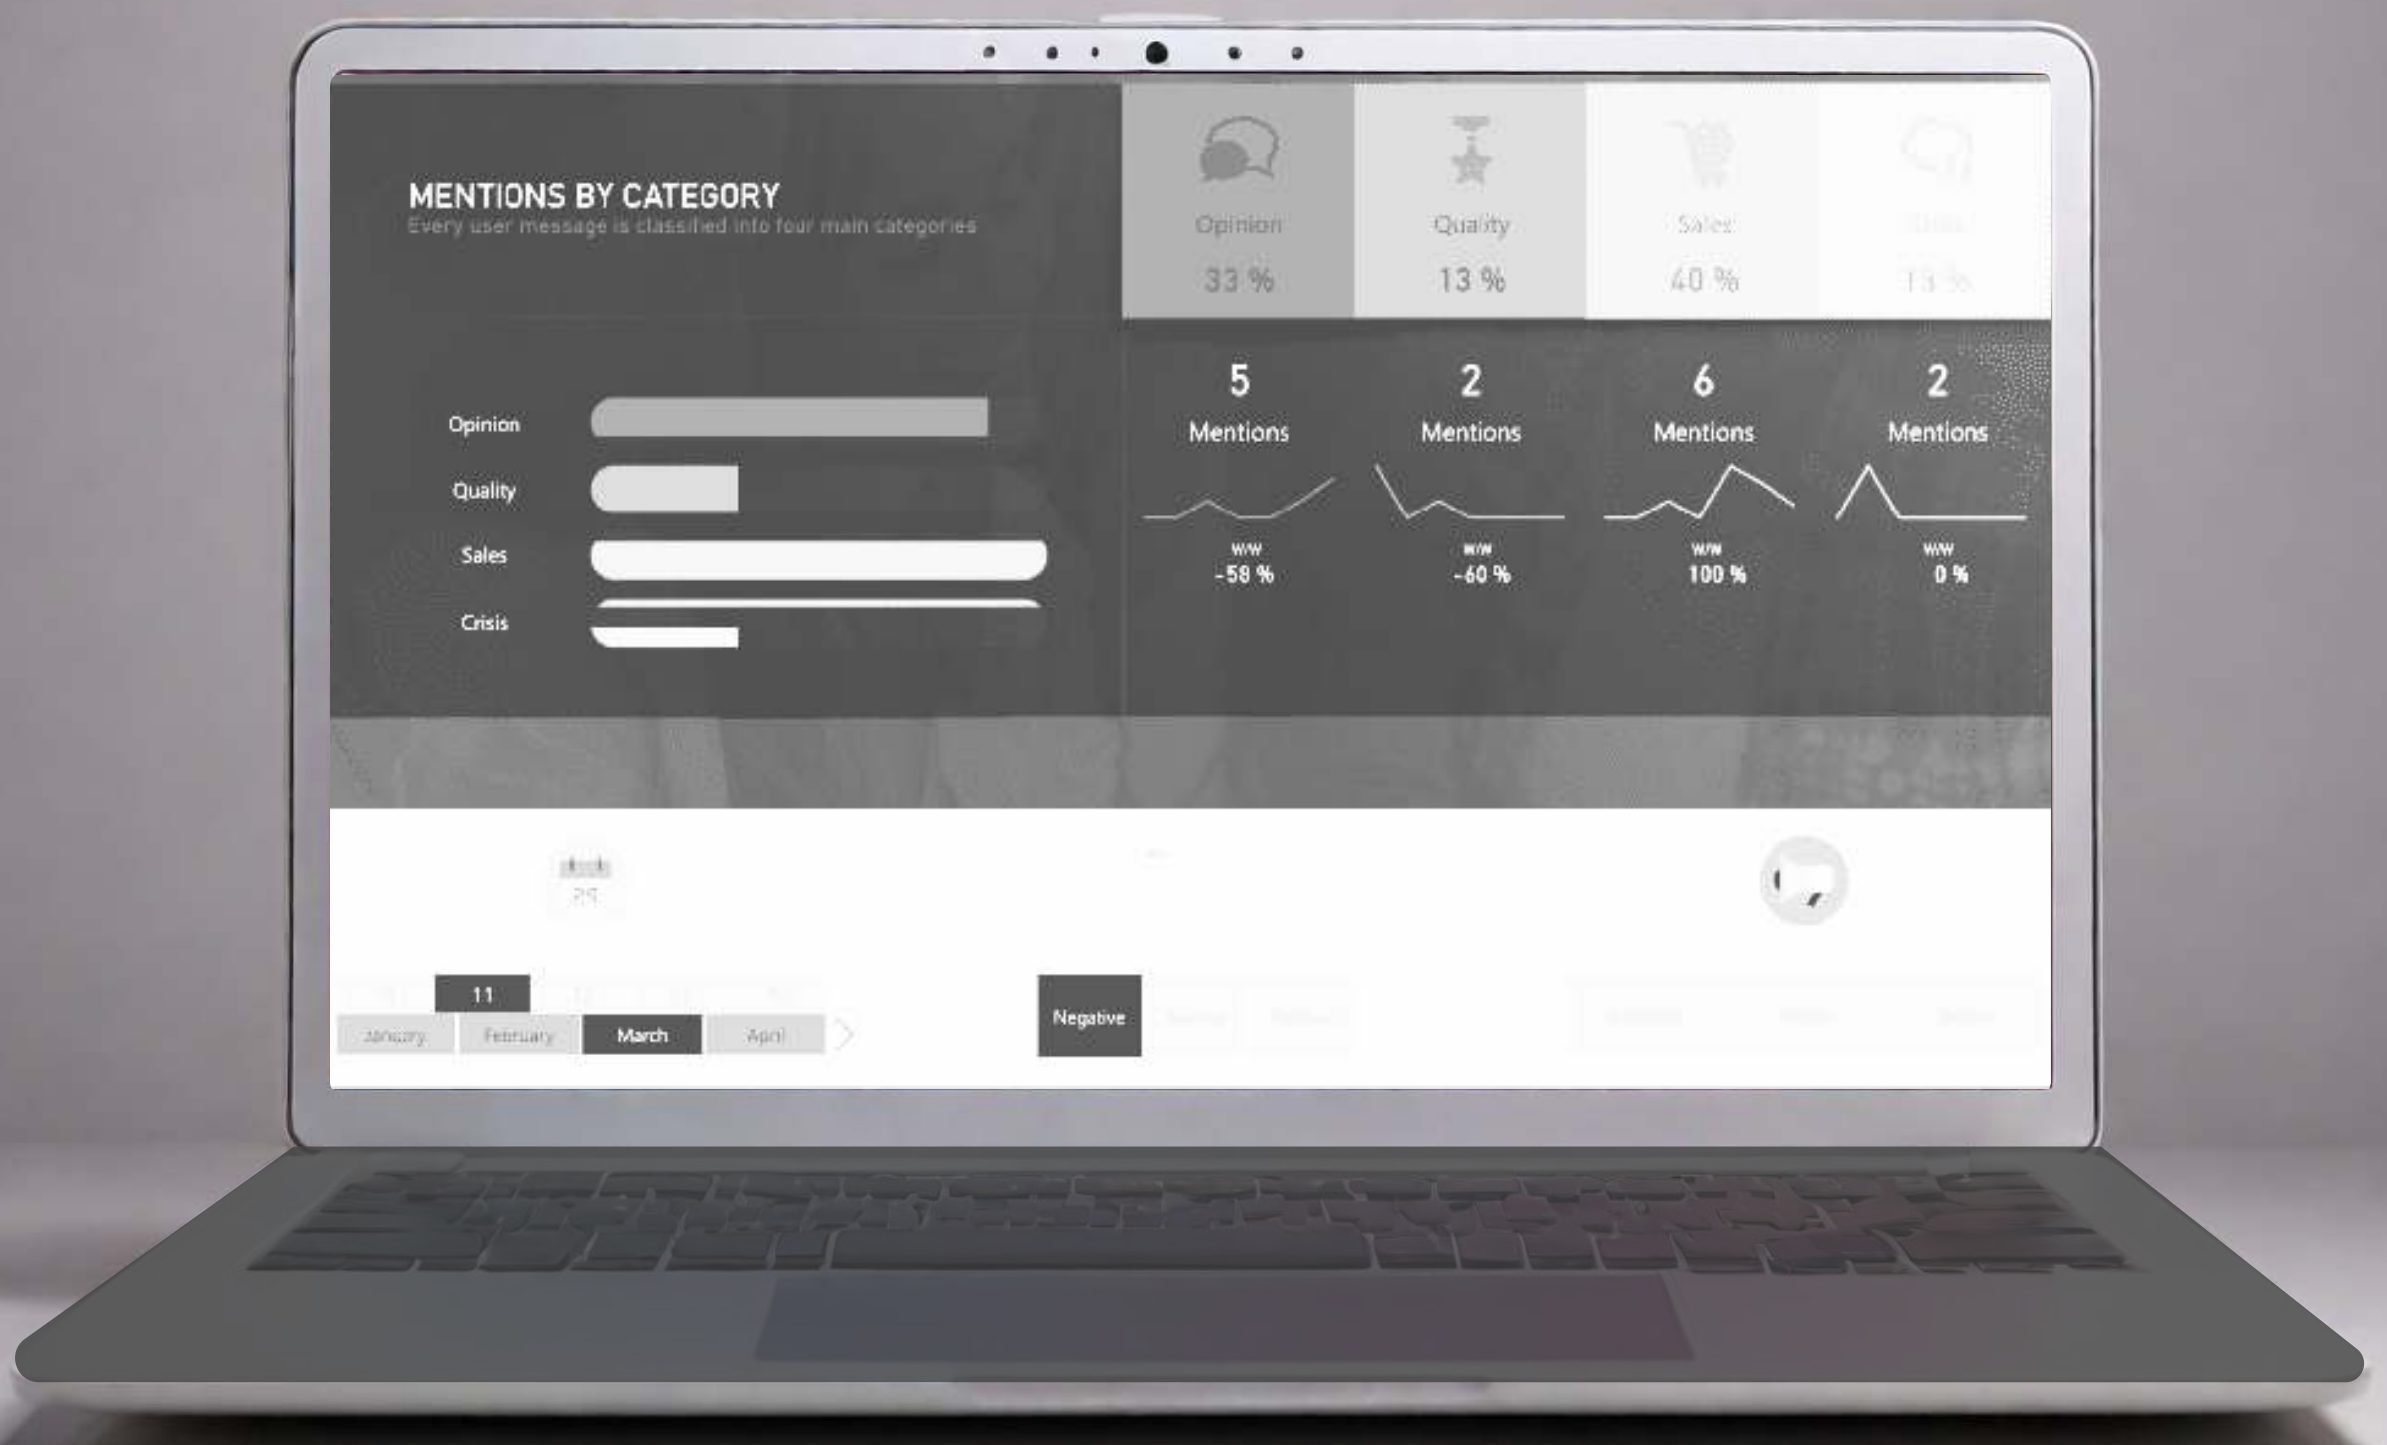 MENTIONS BY CATEGORY
Every user message is classified into four main categories
Opinion
33 %
Quality
13 %
Sales
40 %
13 %
Opinion
Quality
Sales
Crisis
5
Mentions
W/W
-58 %
2
Mentions
W/W
-60 %
6
Mentions
W/W
100 %
2
Mentions
W/W
0 %
11
January
February
March
April
Negative